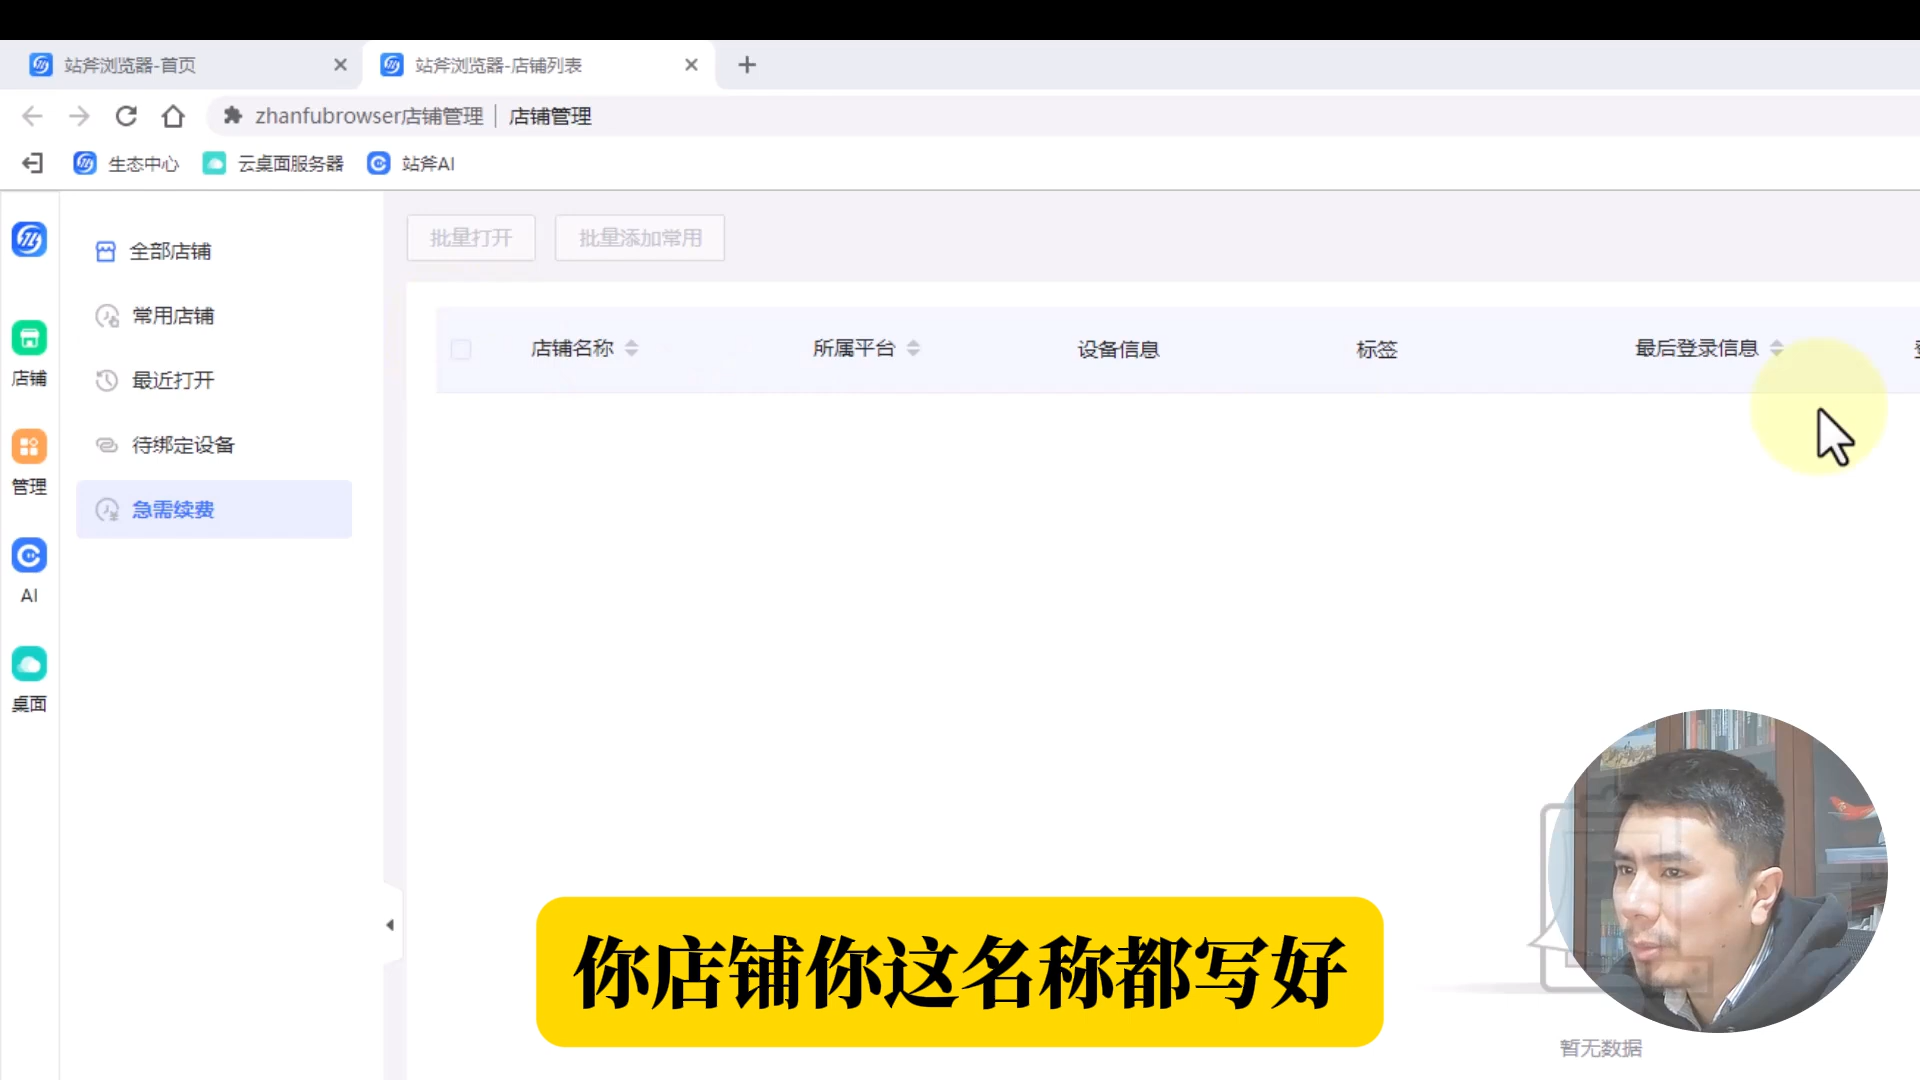 站斧浏览器-首页
站斧浏览器-店铺列表
zhanfubrowser店铺管理 | 店铺管理
生态中心
云桌面服务器
站斧AI
店铺
管理
AI
桌面
全部店铺
常用店铺
最近打开
待绑定设备
急需续费
批量打开
批量添加常用
店铺名称
所属平台
设备信息
标签
最后登录信息
你店铺你这名称都写好
暂无数据